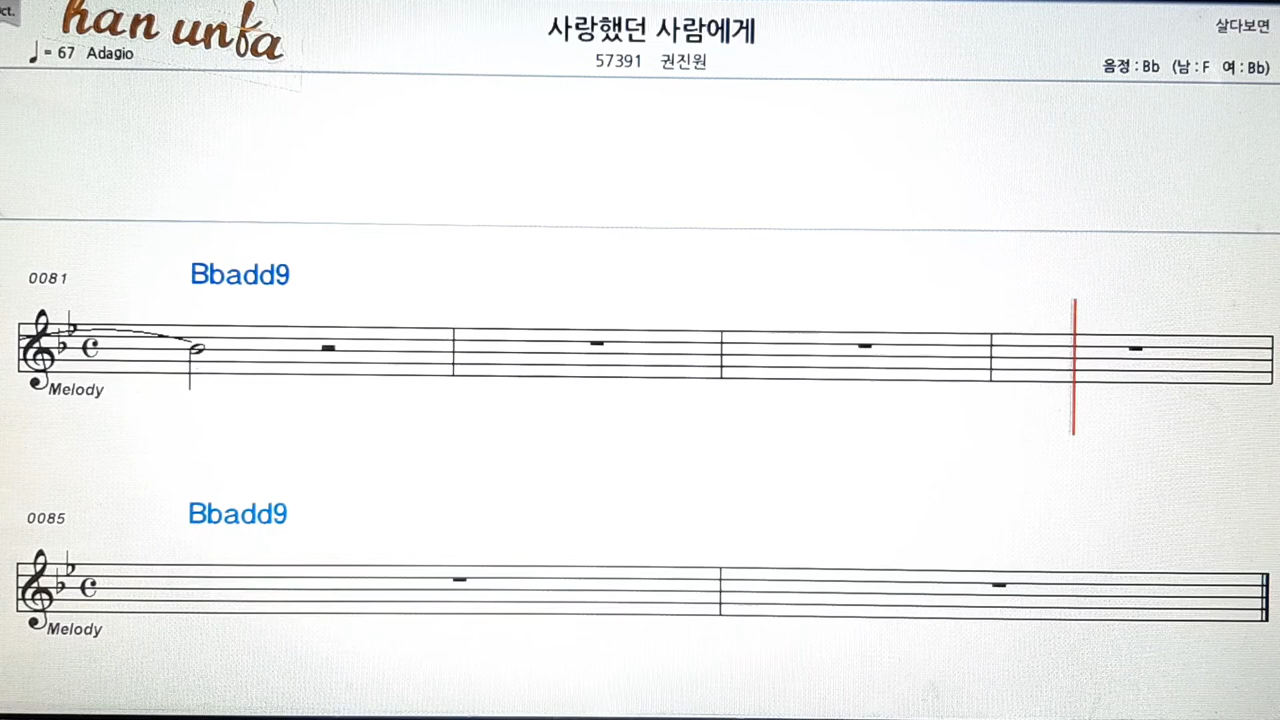 ct.
han unfa
♩ = 67 Adagio
사랑했던 사람에게
57391 권진원
살다보면
음정 : Bb (남 : F 여 : Bb)
0081
Bbadd9
Melody
0085
Bbadd9
Melody